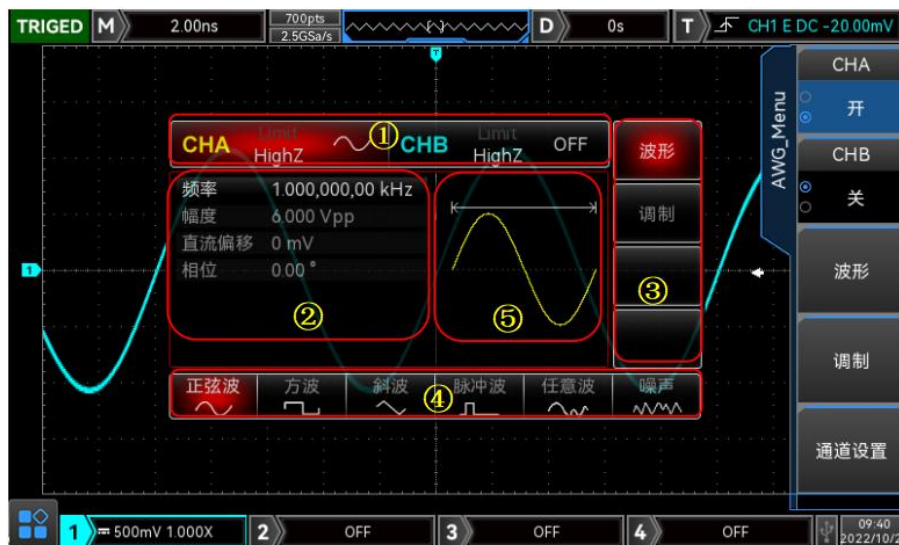 TRIGED M 2.00ns 700pts D 0s T CH1 E DC -20.00mV
2.5GSa/s
CHA
开
CHB
关
波形
调制
通道设置
AWG_Menu
CHA Limit HighZ ① CHB Limit HighZ OFF
波形
调制
③
频率 1.000,000,00 kHz
幅度 6.000 Vpp
直流偏移 0 mV
相位 0.00 °
② ⑤
正弦波 方波 斜波 ④ 脉冲波 任意波 噪声
T
1
1 500mV 1.000X 2 OFF 3 OFF 4 OFF
09:40